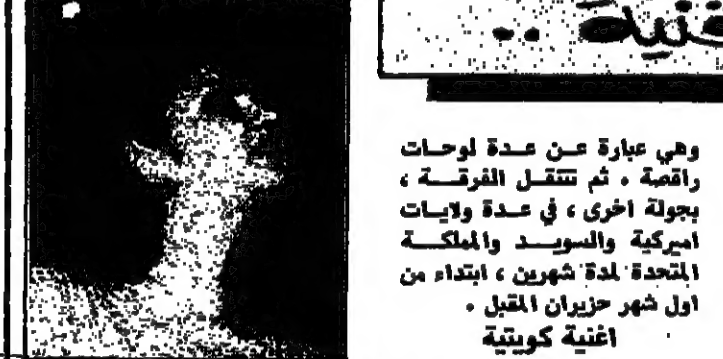 فنية ..
وهي عبارة عن عدة لوحات
راقصة . ثم تنتقل الفرقة ،
بجولة اخرى ، في عدة ولايات
اميركية والسويد والمملكة
المتحدة لمدة شهرين ، ابتداء من
اول شهر حزيران المقبل .
اغنية كويتية